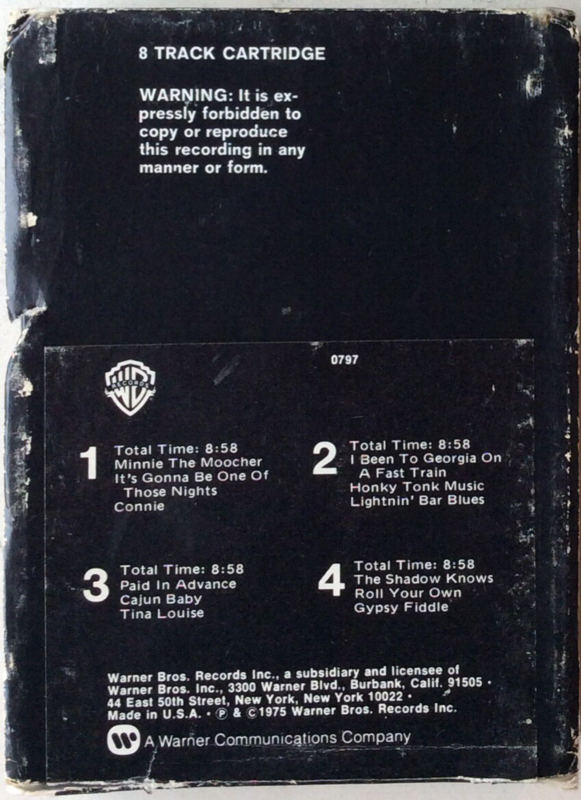 8 TRACK CARTRIDGE
WARNING: It is ex-
pressly forbidden to
copy or reproduce
this recording in any
manner or form.
0797
WB
RECORDS
1
Total Time: 8:58
Minnie The Moocher
It's Gonna Be One Of
Those Nights
Connie
2
Total Time: 8:58
I Been To Georgia On
A Fast Train
Honky Tonk Music
Lightnin' Bar Blues
3
Total Time: 8:58
Paid In Advance
Cajun Baby
Tina Louise
4
Total Time: 8:58
The Shadow Knows
Roll Your Own
Gypsy Fiddle
Warner Bros. Records Inc., a subsidiary and licensee of
Warner Bros. Inc., 3300 Warner Blvd., Burbank, Calif. 91505 •
44 East 50th Street, New York, New York 10022 •
Made in U.S.A. • ℗ & © 1975 Warner Bros. Records Inc.
A Warner Communications Company